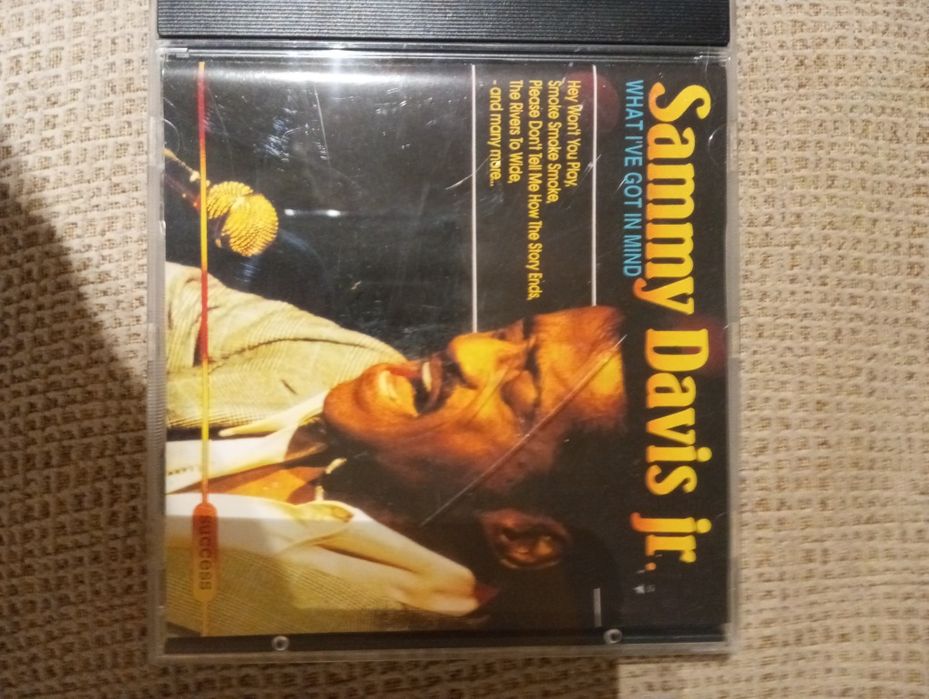 Sammy Davis jr.
WHAT I'VE GOT IN MIND
Hey Won't You Play,
Smoke Smoke Smoke,
Please Don't Tell Me How The Story Ends,
The Rivers To Wide,
- and many more...
success